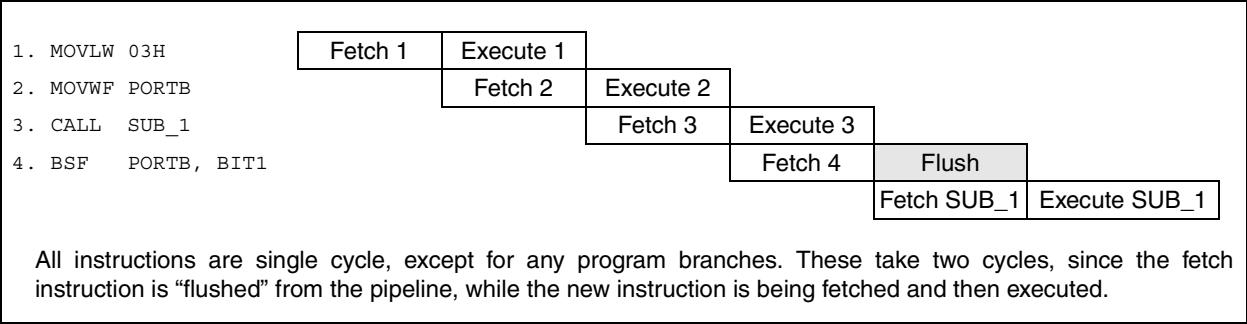 1. MOVLW 03H Fetch 1 Execute 1
2. MOVWF PORTB Fetch 2 Execute 2
3. CALL SUB_1 Fetch 3 Execute 3
4. BSF PORTB, BIT1 Fetch 4 Flush
Fetch SUB_1 Execute SUB_1
All instructions are single cycle, except for any program branches. These take two cycles, since the fetch
instruction is “flushed” from the pipeline, while the new instruction is being fetched and then executed.